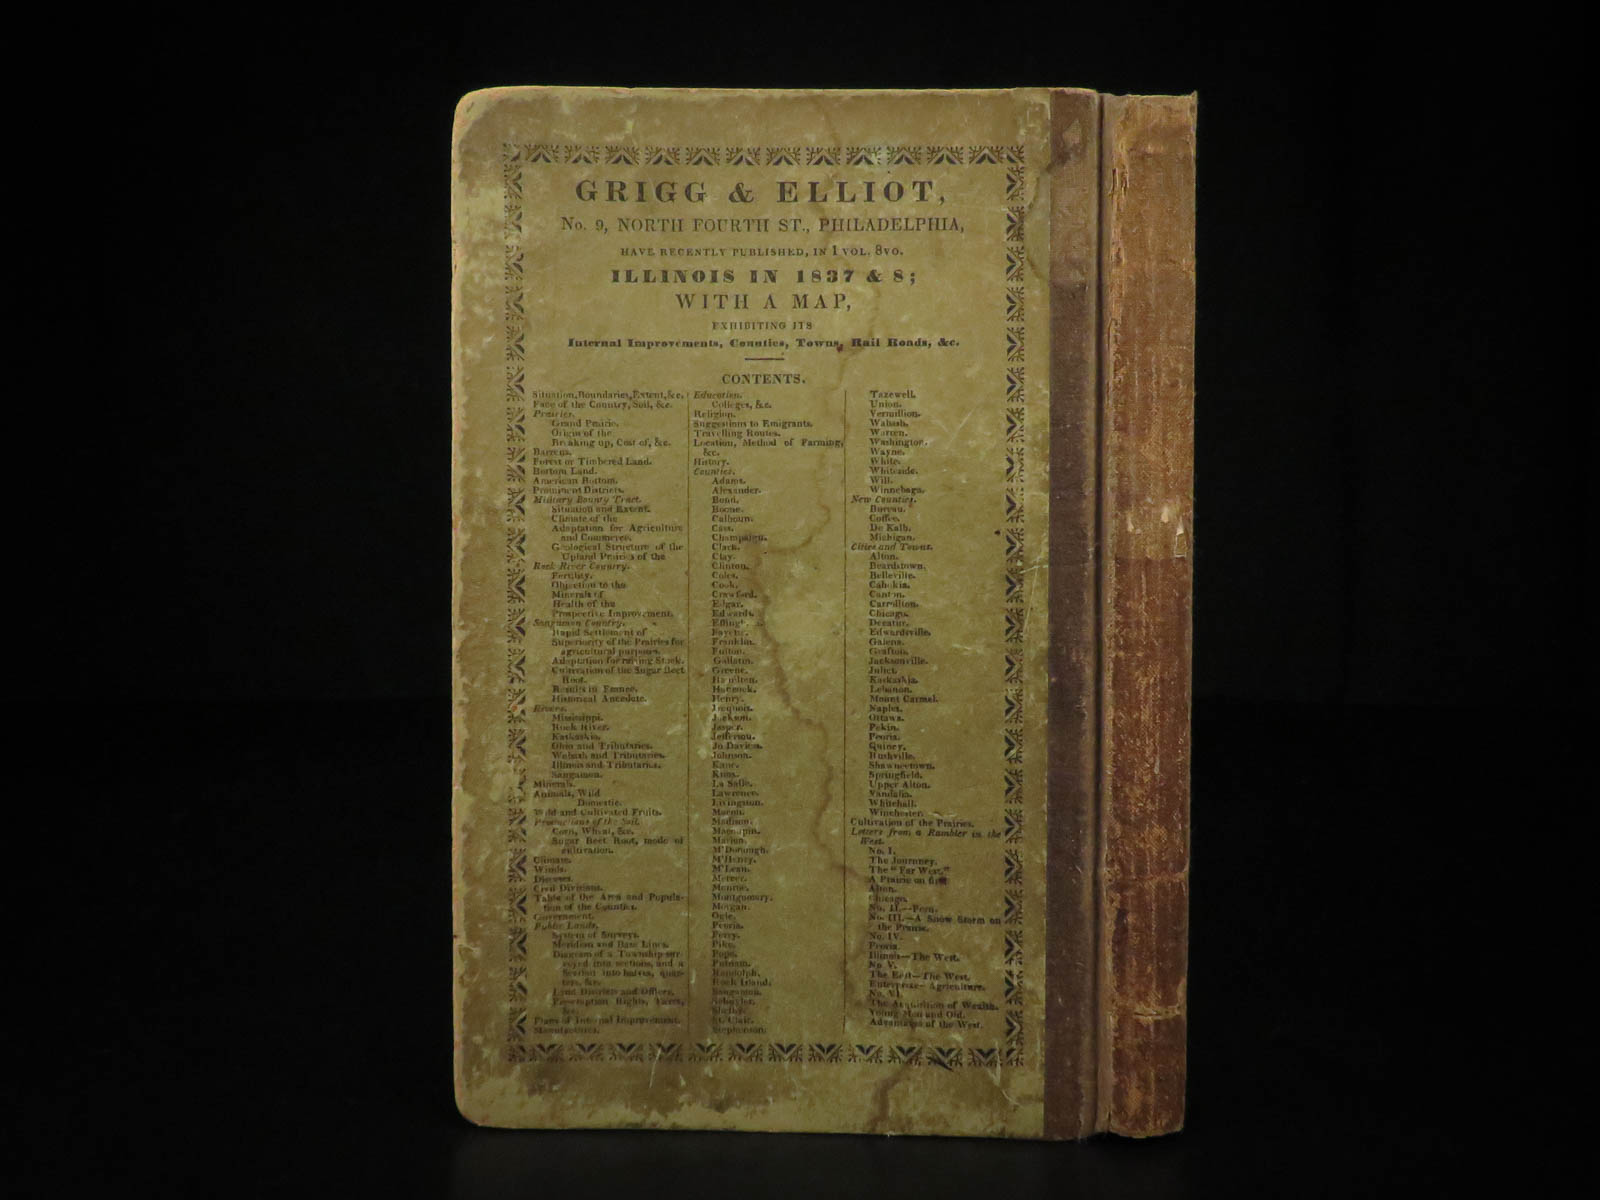 GRIGG & ELLIOT,
No. 9, NORTH FOURTH ST., PHILADELPHIA,
HAVE RECENTLY PUBLISHED, IN 1 VOL. 8VO.
ILLINOIS IN 1837 & 8;
WITH A MAP,
EXHIBITING ITS
Internal Improvements, Counties, Towns, Rail Roads, &c.
CONTENTS.
Situation, Boundaries, Extent, &c.
Face of the Country, Soil, &c.
Prairies.
Grand Prairie.
Origin of the
Breaking up, Cost of, &c.
Barrens.
Forest or Timbered Land.
Bottom Land.
American Bottom.
Prominent Districts.
Military Bounty Tract.
Situation and Extent.
Climate of the
Adaptation for Agriculture
and Commerce.
Geological Structure of the
Upland Prairies of the
Rock River Country.
Fertility.
Objection to the
Minerals of
Health of the
Prospective Improvement.
Sangamon Country.
Rapid Settlement of
Superiority of the Prairies for
agricultural purposes.
Adaptation for raising Stock.
Cultivation of the Sugar Beet
Root.
Results in France.
Historical Anecdote.
Rivers.
Mississippi.
Rock River.
Kaskaskia.
Ohio and Tributaries.
Wabash and Tributaries.
Illinois and Tributaries.
Sangamon.
Minerals.
Animals, Wild
Domestic.
Wild and Cultivated Fruits.
Productions of the Soil.
Corn, Wheat, &c.
Sugar Beet Root, mode of
cultivation.
Climate.
Winds.
Diseases.
Civil Divisions.
Table of the Area and Popula-
tion of the Counties.
Government.
Public Lands.
System of Surveys.
Meridian and Base Lines.
Diagram of a Township sur-
veyed into sections, and a
Section into halves, quar-
ters, &c.
Land Districts and Offices.
Preemption Rights, Taxes,
&c.
Plans of Internal Improvement.
Manufactures.
Education.
Colleges, &c.
Religion.
Suggestions to Emigrants.
Travelling Routes.
Location, Method of Farming,
&c.
History.
Counties.
Adams.
Alexander.
Bond.
Boone.
Calhoun.
Cass.
Champaign.
Clark.
Clay.
Clinton.
Coles.
Cook.
Crawford.
Edgar.
Edwards.
Fayette.
Franklin.
Fulton.
Gallatin.
Greene.
Hamilton.
Hancock.
Henry.
Iroquois.
Jackson.
Jasper.
Jefferson.
Jo Daviess.
Johnson.
Kane.
Knox.
La Salle.
Lawrence.
Livingston.
Macon.
Madison.
Macoupin.
Marion.
M'Donough.
M'Henry.
M'Lean.
Mercer.
Monroe.
Montgomery.
Morgan.
Ogle.
Peoria.
Perry.
Pike.
Pope.
Putnam.
Randolph.
Rock Island.
Sangamon.
Schuyler.
Shelby.
St. Clair.
Stephenson.
Tazewell.
Union.
Vermillion.
Wabash.
Warren.
Washington.
Wayne.
White.
Whiteside.
Will.
Winnebago.
New Counties.
Bureau.
Coffee.
De Kalb.
Michigan.
Cities and Towns.
Alton.
Beardstown.
Belleville.
Cahokia.
Canton.
Carrollton.
Chicago.
Decatur.
Edwardsville.
Galena.
Grafton.
Jacksonville.
Juliet.
Kaskaskia.
Lebanon.
Mount Carmel.
Naples.
Ottawa.
Pekin.
Peoria.
Quincy.
Rushville.
Shawneetown.
Springfield.
Upper Alton.
Vandalia.
Whitehall.
Winchester.
Cultivation of the Prairies.
Letters from a Rambler in the
West.
No. I.
The Journey.
The "Far West."
A Prairie on fire
Alton.
Chicago.
No. II.—Peru.
No. III.—A Snow Storm on
the Prairie.
No. IV.
Peoria.
Illinois—The West.
No. V.
The East—The West.
Enterprise—Agriculture.
No. VI.
The Acquisition of Wealth.
Young Men and Old.
Advantages of the West.